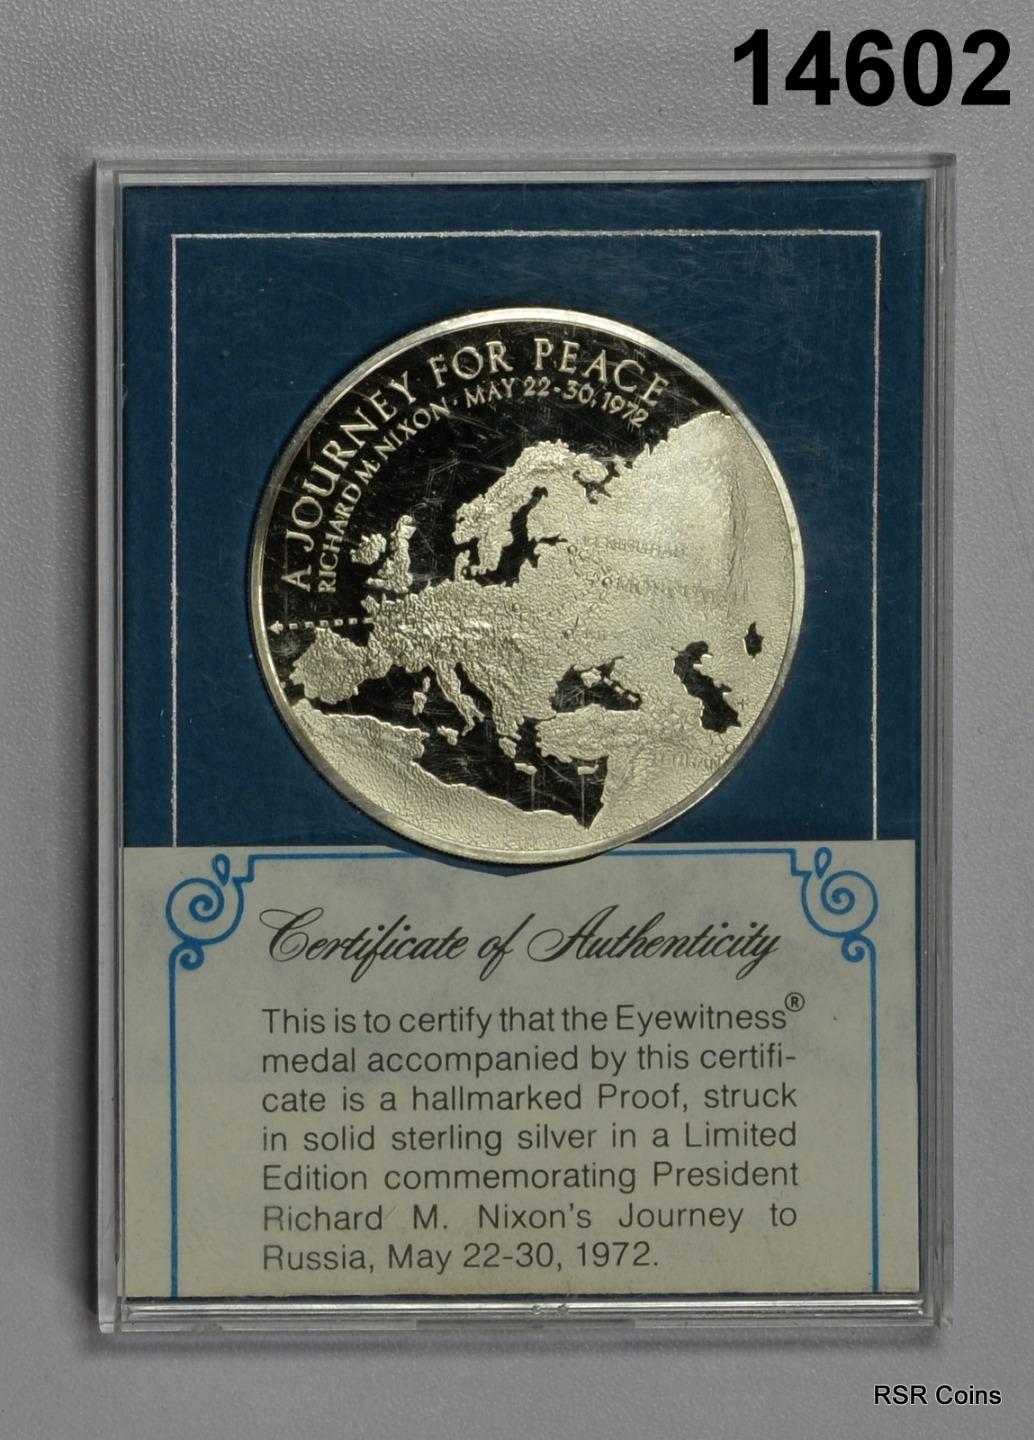 14602
A JOURNEY FOR PEACE
RICHARD M. NIXON · MAY 22-30, 1972
TEHRAN
Certificate of Authenticity
This is to certify that the Eyewitness®
medal accompanied by this certifi-
cate is a hallmarked Proof, struck
in solid sterling silver in a Limited
Edition commemorating President
Richard M. Nixon's Journey to
Russia, May 22-30, 1972.
RSR Coins